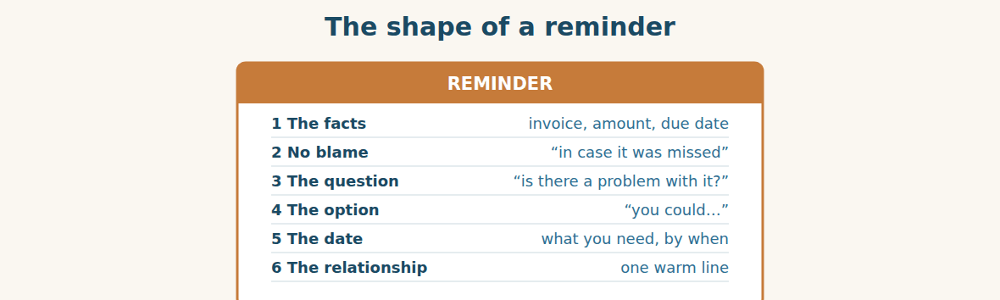 The shape of a reminder
REMINDER
1 The facts invoice, amount, due date
2 No blame “in case it was missed”
3 The question “is there a problem with it?”
4 The option “you could…”
5 The date what you need, by when
6 The relationship one warm line